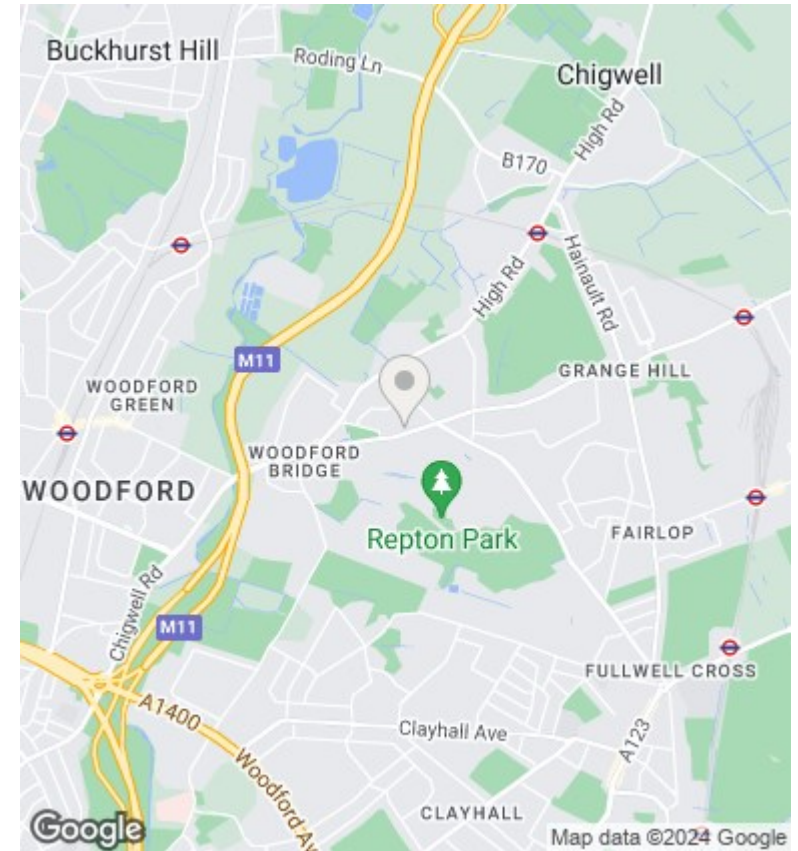 Buckhurst Hill
Roding Ln
Chigwell
High Rd
B170
Hainault Rd
High Rd
M11
GRANGE HILL
WOODFORD
GREEN
WOODFORD
BRIDGE
WOODFORD
Repton Park
FAIRLOP
Chigwell Rd
M11
FULLWELL CROSS
A1400
Woodford Av
Clayhall Ave
A123
CLAYHALL
Google
Map data ©2024 Google